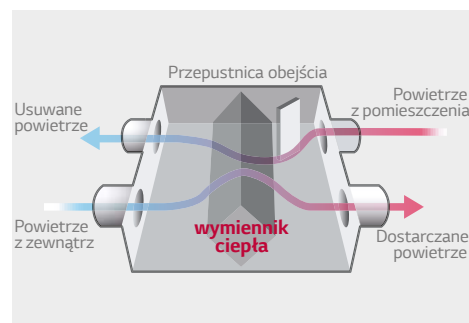 Przepustnica obejścia
Usuwane
powietrze
Powietrze
z pomieszczenia
Powietrze
z zewnątrz
wymiennik
ciepła
Dostarczane
powietrze